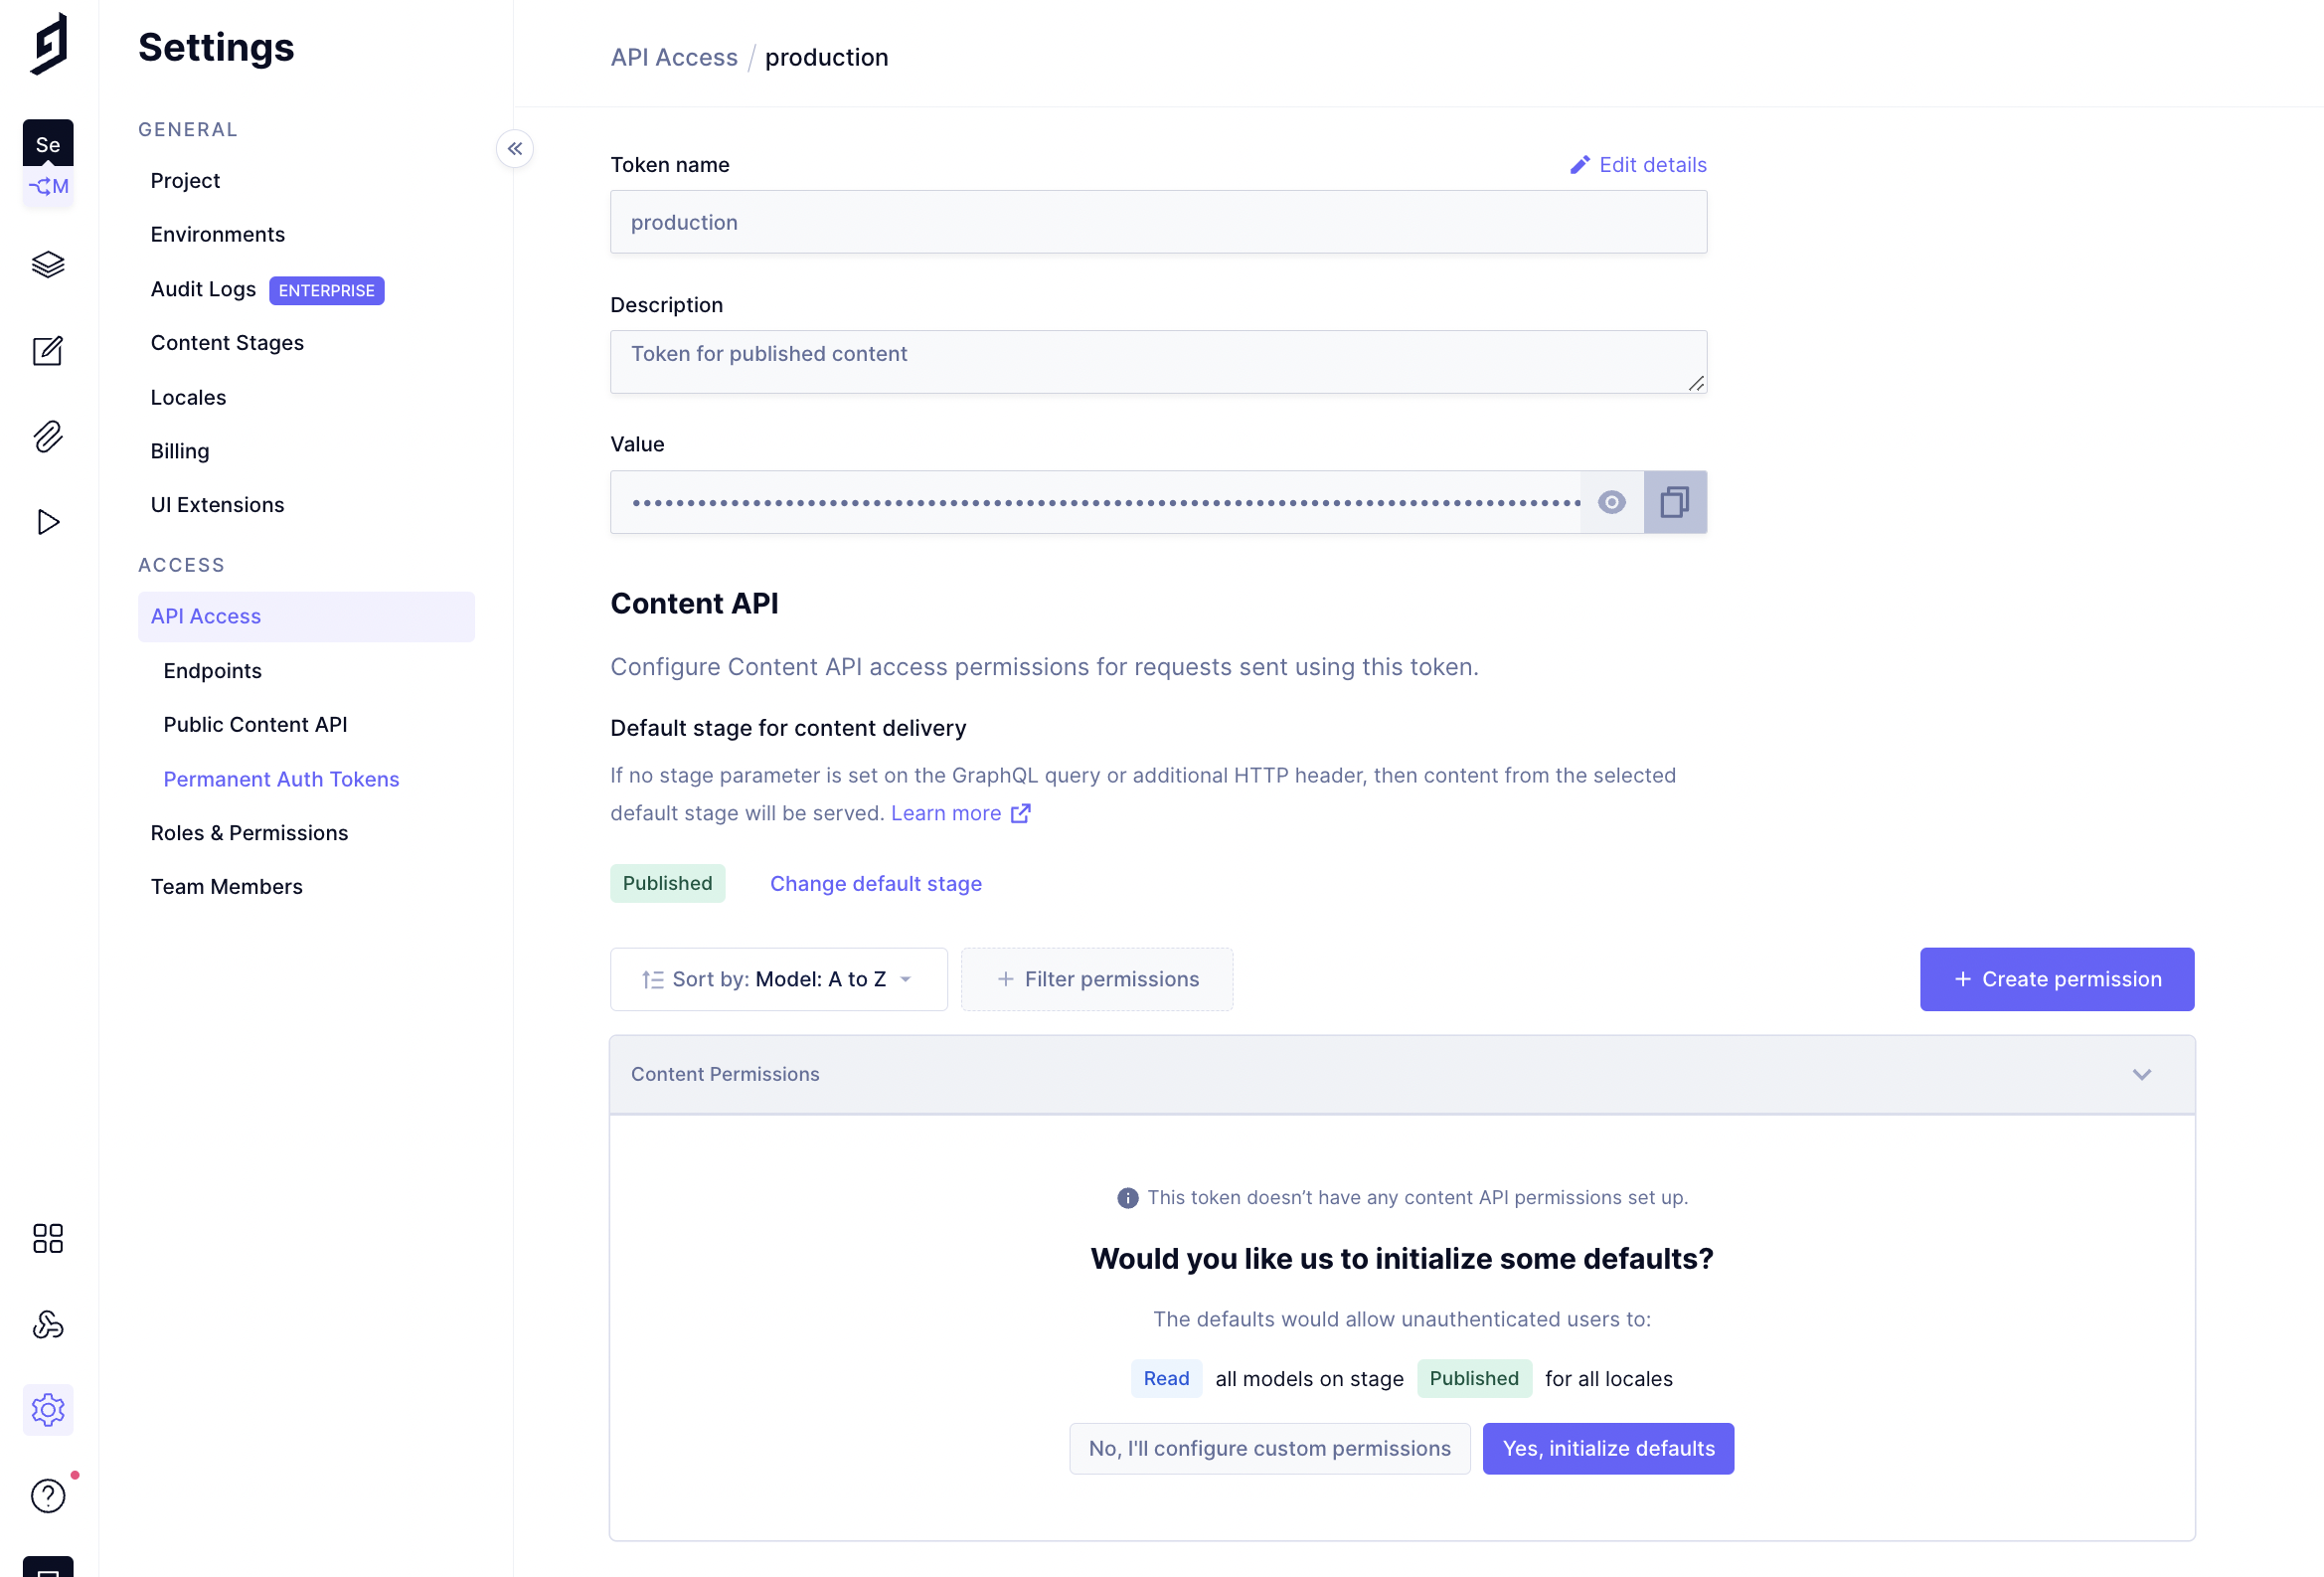 Se
M
Settings
GENERAL
Project
Environments
Audit Logs ENTERPRISE
Content Stages
Locales
Billing
UI Extensions
ACCESS
API Access
Endpoints
Public Content API
Permanent Auth Tokens
Roles & Permissions
Team Members
API Access / production
Token name
Edit details
production
Description
Token for published content
Value
Content API
Configure Content API access permissions for requests sent using this token.
Default stage for content delivery
If no stage parameter is set on the GraphQL query or additional HTTP header, then content from the selected
default stage will be served. Learn more
Published Change default stage
Sort by: Model: A to Z
Filter permissions
Create permission
Content Permissions
This token doesn’t have any content API permissions set up.
Would you like us to initialize some defaults?
The defaults would allow unauthenticated users to:
Read all models on stage Published for all locales
No, I'll configure custom permissions
Yes, initialize defaults